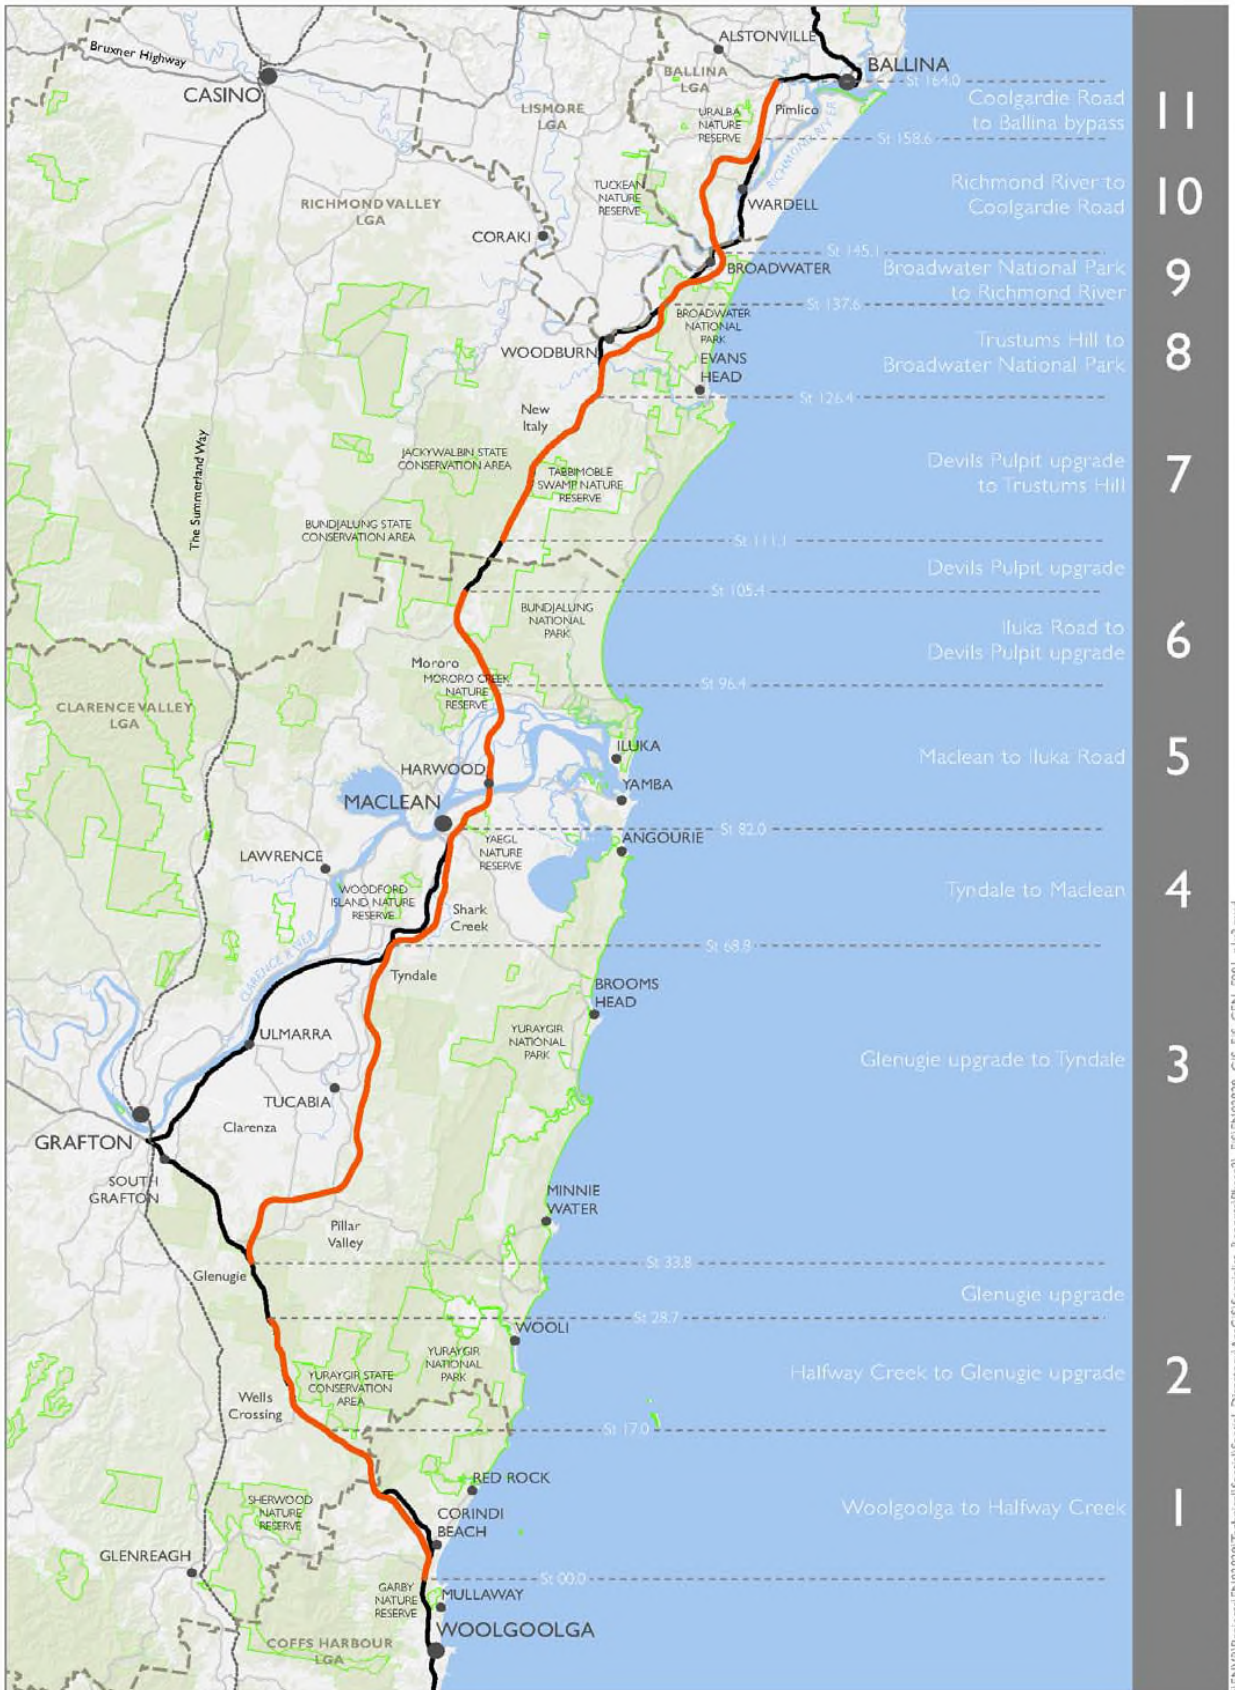 ALSTONVILLE
Bruxner Highway
BALLINA
BALLINA
LGA
St 164.0
CASINO
LISMORE
LGA
Coolgardie Road
to Ballina bypass
11
URALBA
NATURE
RESERVE
Pimlico
RICHMOND RIVER
St 158.6
TUCKEAN
NATURE
RESERVE
Richmond River to
Coolgardie Road
10
RICHMOND VALLEY
LGA
WARDELL
CORAKI
St 145.1
BROADWATER
Broadwater National Park
to Richmond River
9
St 137.6
BROADWATER
NATIONAL
PARK
WOODBURN
Trustums Hill to
Broadwater National Park
8
EVANS
HEAD
St 126.4
New
Italy
The Summerland Way
JACKYWALBIN STATE
CONSERVATION AREA
TABBIMOBLE
SWAMP NATURE
RESERVE
Devils Pulpit upgrade
to Trustums Hill
7
BUNDJALUNG STATE
CONSERVATION AREA
St 111.1
Devils Pulpit upgrade
St 105.4
BUNDJALUNG
NATIONAL
PARK
Iluka Road to
Devils Pulpit upgrade
6
Mororo
MORORO CREEK
NATURE
RESERVE
St 96.4
CLARENCE VALLEY
LGA
ILUKA
Maclean to Iluka Road
5
HARWOOD
YAMBA
MACLEAN
St 82.0
ANGOURIE
YAEGL
NATURE
RESERVE
LAWRENCE
WOODFORD
ISLAND NATURE
RESERVE
Tyndale to Maclean
4
Shark
Creek
St 68.8
CLARENCE RIVER
Tyndale
BROOMS
HEAD
ULMARRA
YURAYGIR
NATIONAL
PARK
Glenugie upgrade to Tyndale
3
TUCABIA
Clarenza
GRAFTON
SOUTH
GRAFTON
MINNIE
WATER
Pillar
Valley
St 33.8
Glenugie
Glenugie upgrade
St 28.7
WOOLI
YURAYGIR
NATIONAL
PARK
YURAYGIR STATE
CONSERVATION
AREA
Halfway Creek to Glenugie upgrade
2
Wells
Crossing
St 17.0
RED ROCK
SHERWOOD
NATURE
RESERVE
CORINDI
BEACH
Woolgoolga to Halfway Creek
1
GLENREAGH
St 00.0
GARBY
NATURE
RESERVE
MULLAWAY
WOOLGOOLGA
COFFS HARBOUR
LGA